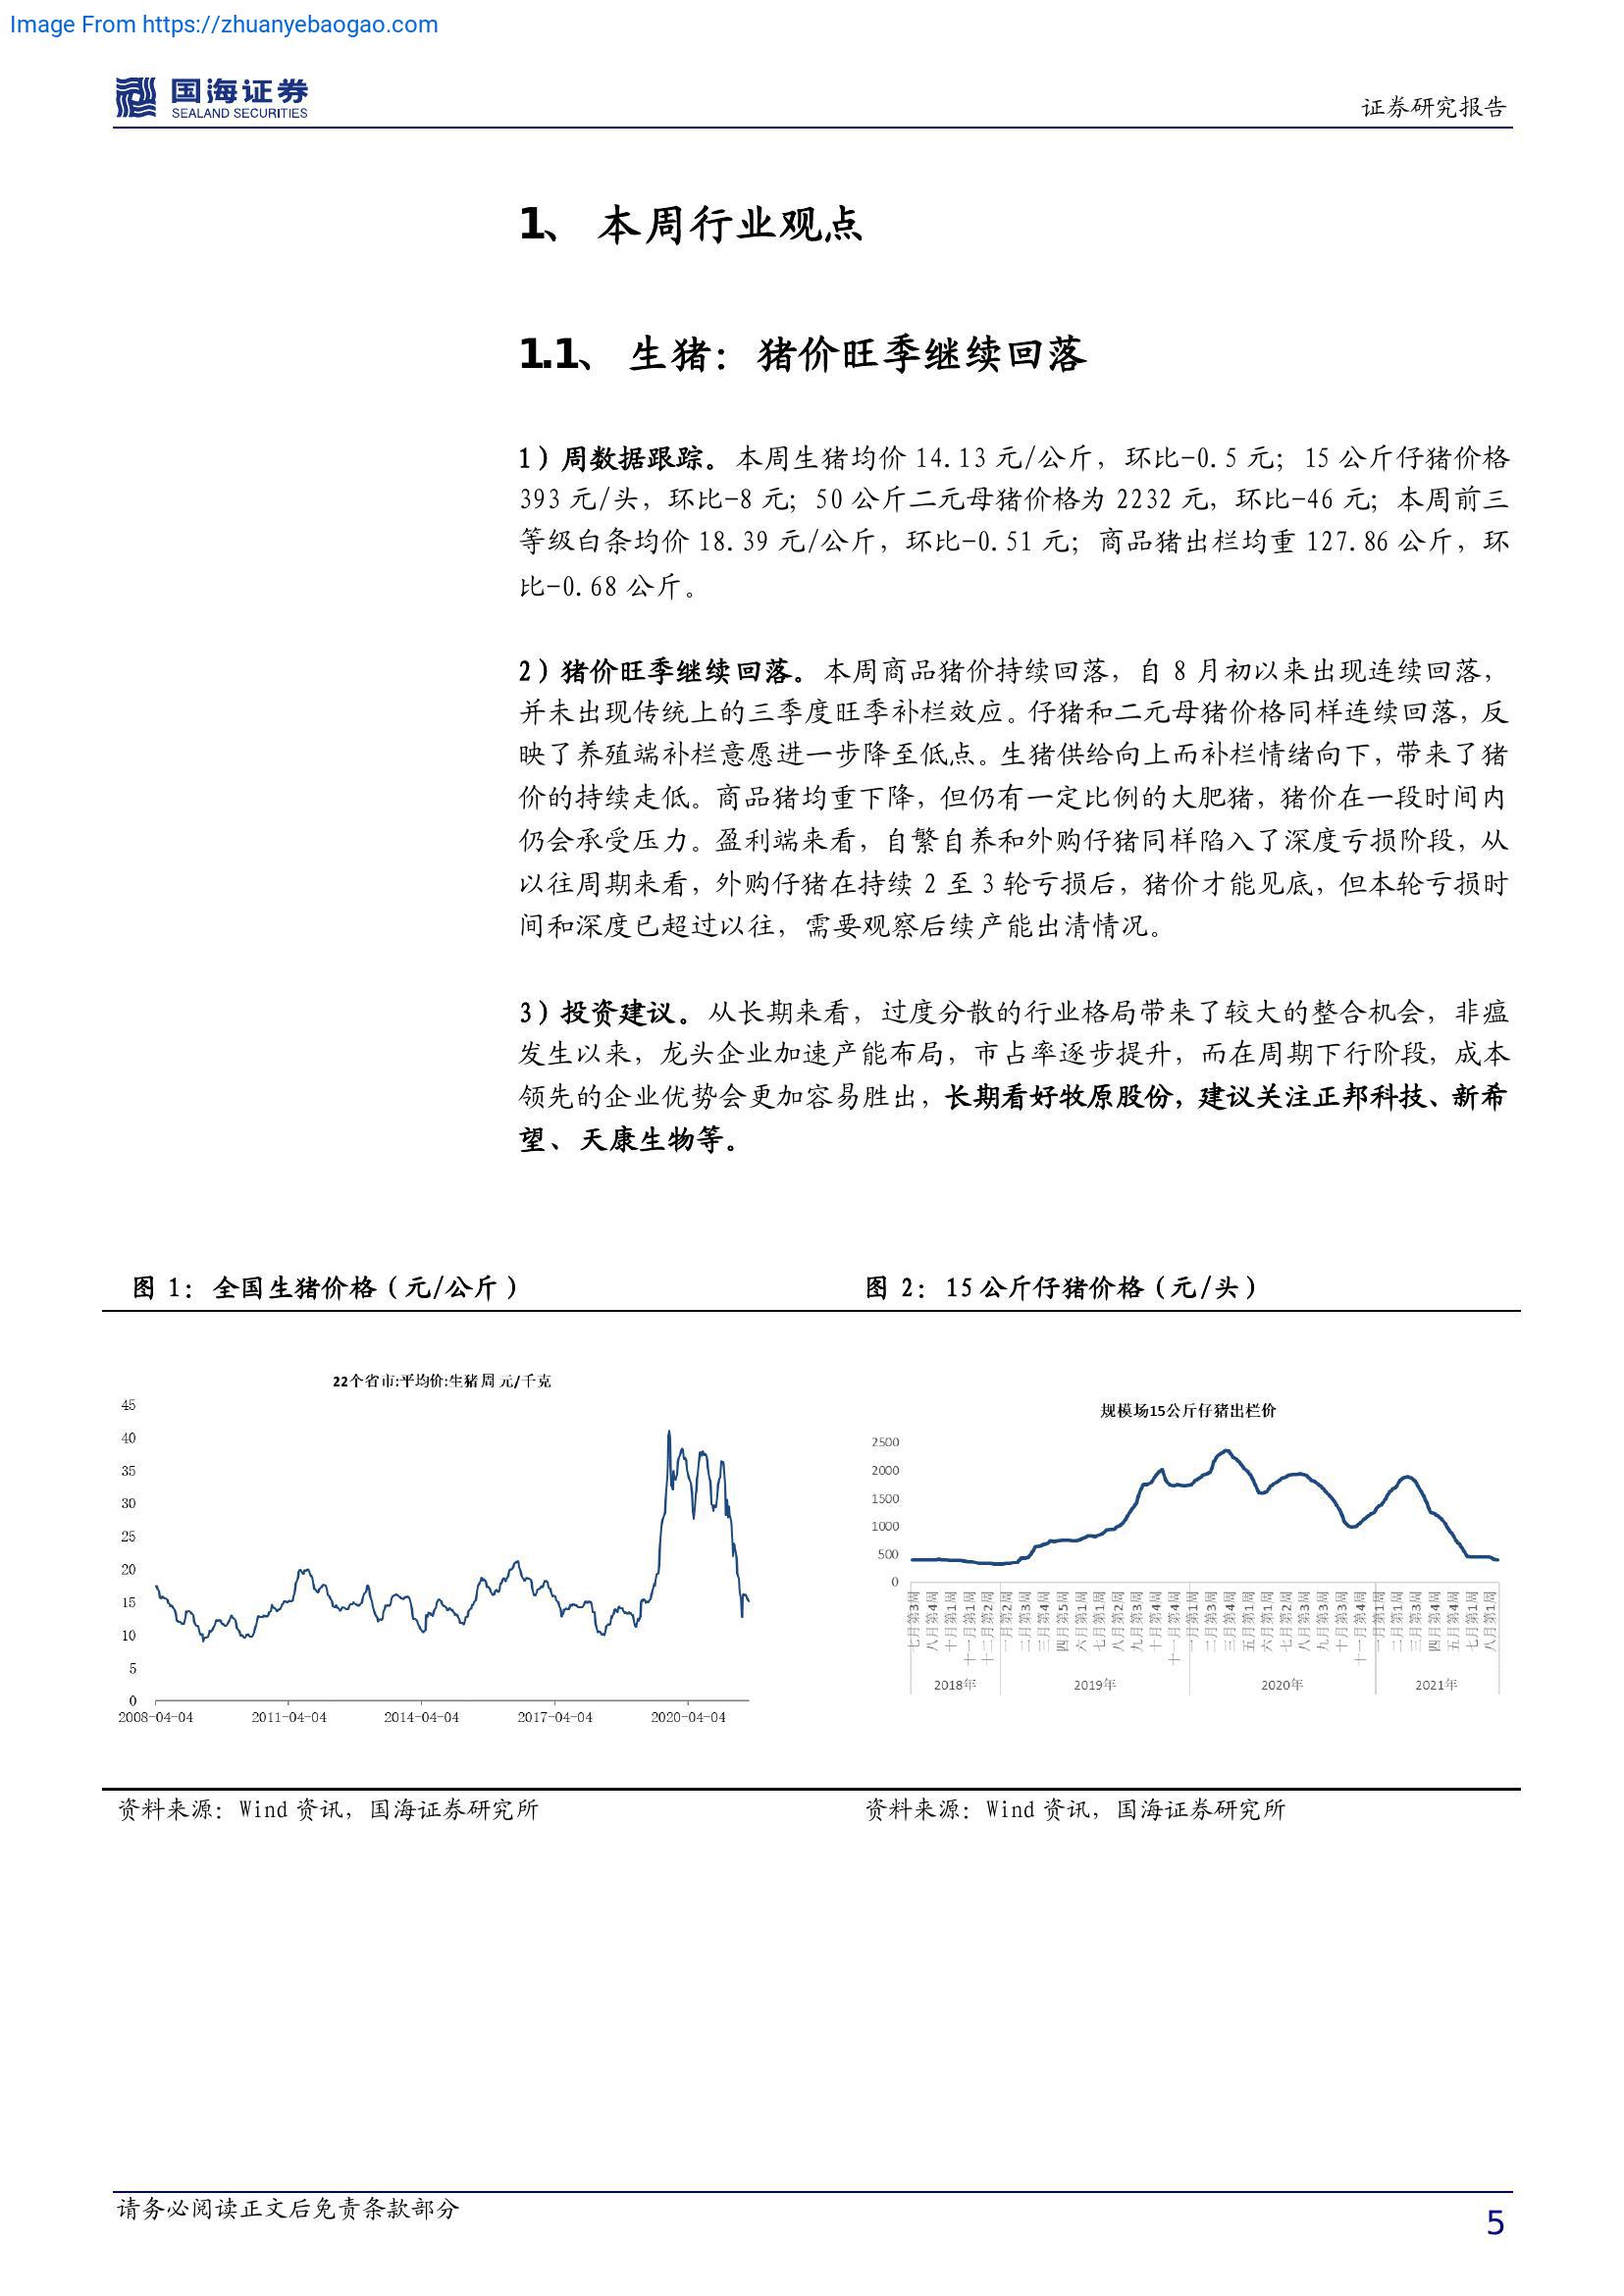 Image From https://zhuanyebaogao.com
国海证券
SEALAND SECURITIES
证券研究报告
1、 本周行业观点
1.1、 生猪：猪价旺季继续回落
1）周数据跟踪。本周生猪均价 14.13 元/公斤，环比-0.5 元；15 公斤仔猪价格
393 元/头，环比-8 元；50 公斤二元母猪价格为 2232 元，环比-46 元；本周前三
等级白条均价 18.39 元/公斤，环比-0.51 元；商品猪出栏均重 127.86 公斤，环
比-0.68 公斤。
2）猪价旺季继续回落。本周商品猪价持续回落，自 8 月初以来出现连续回落，
并未出现传统上的三季度旺季补栏效应。仔猪和二元母猪价格同样连续回落，反
映了养殖端补栏意愿进一步降至低点。生猪供给向上而补栏情绪向下，带来了猪
价的持续走低。商品猪均重下降，但仍有一定比例的大肥猪，猪价在一段时间内
仍会承受压力。盈利端来看，自繁自养和外购仔猪同样陷入了深度亏损阶段，从
以往周期来看，外购仔猪在持续 2 至 3 轮亏损后，猪价才能见底，但本轮亏损时
间和深度已超过以往，需要观察后续产能出清情况。
3）投资建议。从长期来看，过度分散的行业格局带来了较大的整合机会，非瘟
发生以来，龙头企业加速产能布局，市占率逐步提升，而在周期下行阶段，成本
领先的企业优势会更加容易胜出，长期看好牧原股份，建议关注正邦科技、新希
望、天康生物等。
图 1：全国生猪价格（元/公斤）
图 2：15 公斤仔猪价格（元/头）
22个省市:平均价:生猪 周 元/千克
45
40
35
30
25
20
15
10
5
0
2008-04-04 2011-04-04 2014-04-04 2017-04-04 2020-04-04
规模场15公斤仔猪出栏价
2500
2000
1500
1000
500
0
七月第3周 八月第4周 十月第1周 十一月第1周 十二月第2周 一月第2周 二月第3周 三月第4周 四月第5周 六月第1周 七月第1周 八月第2周 九月第3周 十月第4周 十一月第4周 一月第1周 二月第3周 三月第4周 五月第1周 六月第1周 七月第2周 八月第3周 九月第3周 十月第3周 十一月第4周 一月第1周 二月第1周 三月第3周 四月第4周 五月第4周 七月第1周 八月第1周
2018年 2019年 2020年 2021年
资料来源：Wind 资讯，国海证券研究所
资料来源：Wind 资讯，国海证券研究所
请务必阅读正文后免责条款部分
5